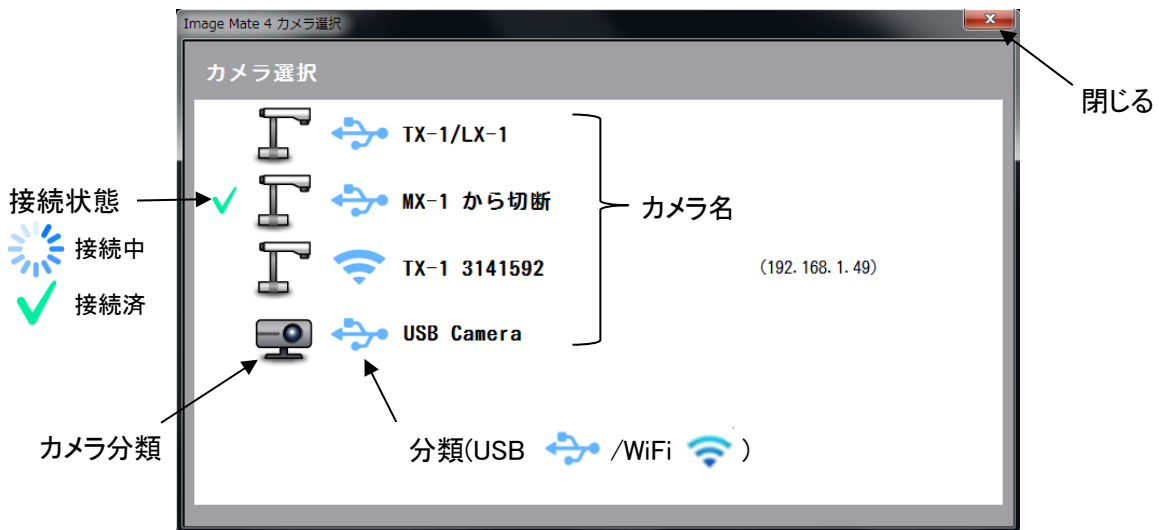 Image Mate 4 カメラ選択
カメラ選択
閉じる
TX-1/LX-1
接続状態
MX-1 から切断
カメラ名
接続中
TX-1 3141592 (192.168.1.49)
接続済
USB Camera
カメラ分類
分類(USB /WiFi )